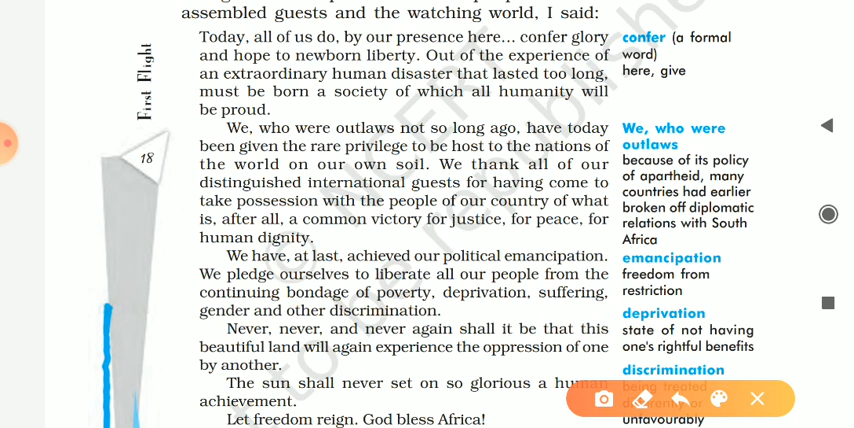 assembled guests and the watching world, I said:
Today, all of us do, by our presence here... confer glory
and hope to newborn liberty. Out of the experience of
an extraordinary human disaster that lasted too long,
must be born a society of which all humanity will
be proud.
We, who were outlaws not so long ago, have today
been given the rare privilege to be host to the nations of
the world on our own soil. We thank all of our
distinguished international guests for having come to
take possession with the people of our country of what
is, after all, a common victory for justice, for peace, for
human dignity.
We have, at last, achieved our political emancipation.
We pledge ourselves to liberate all our people from the
continuing bondage of poverty, deprivation, suffering,
gender and other discrimination.
Never, never, and never again shall it be that this
beautiful land will again experience the oppression of one
by another.
The sun shall never set on so glorious a human
achievement.
Let freedom reign. God bless Africa!
confer (a formal
word)
here, give
We, who were
outlaws
because of its policy
of apartheid, many
countries had earlier
broken off diplomatic
relations with South
Africa
emancipation
freedom from
restriction
deprivation
state of not having
one's rightful benefits
discrimination
being treated
differently or
unfavourably
First Flight
18
© NCERT
not to be republished